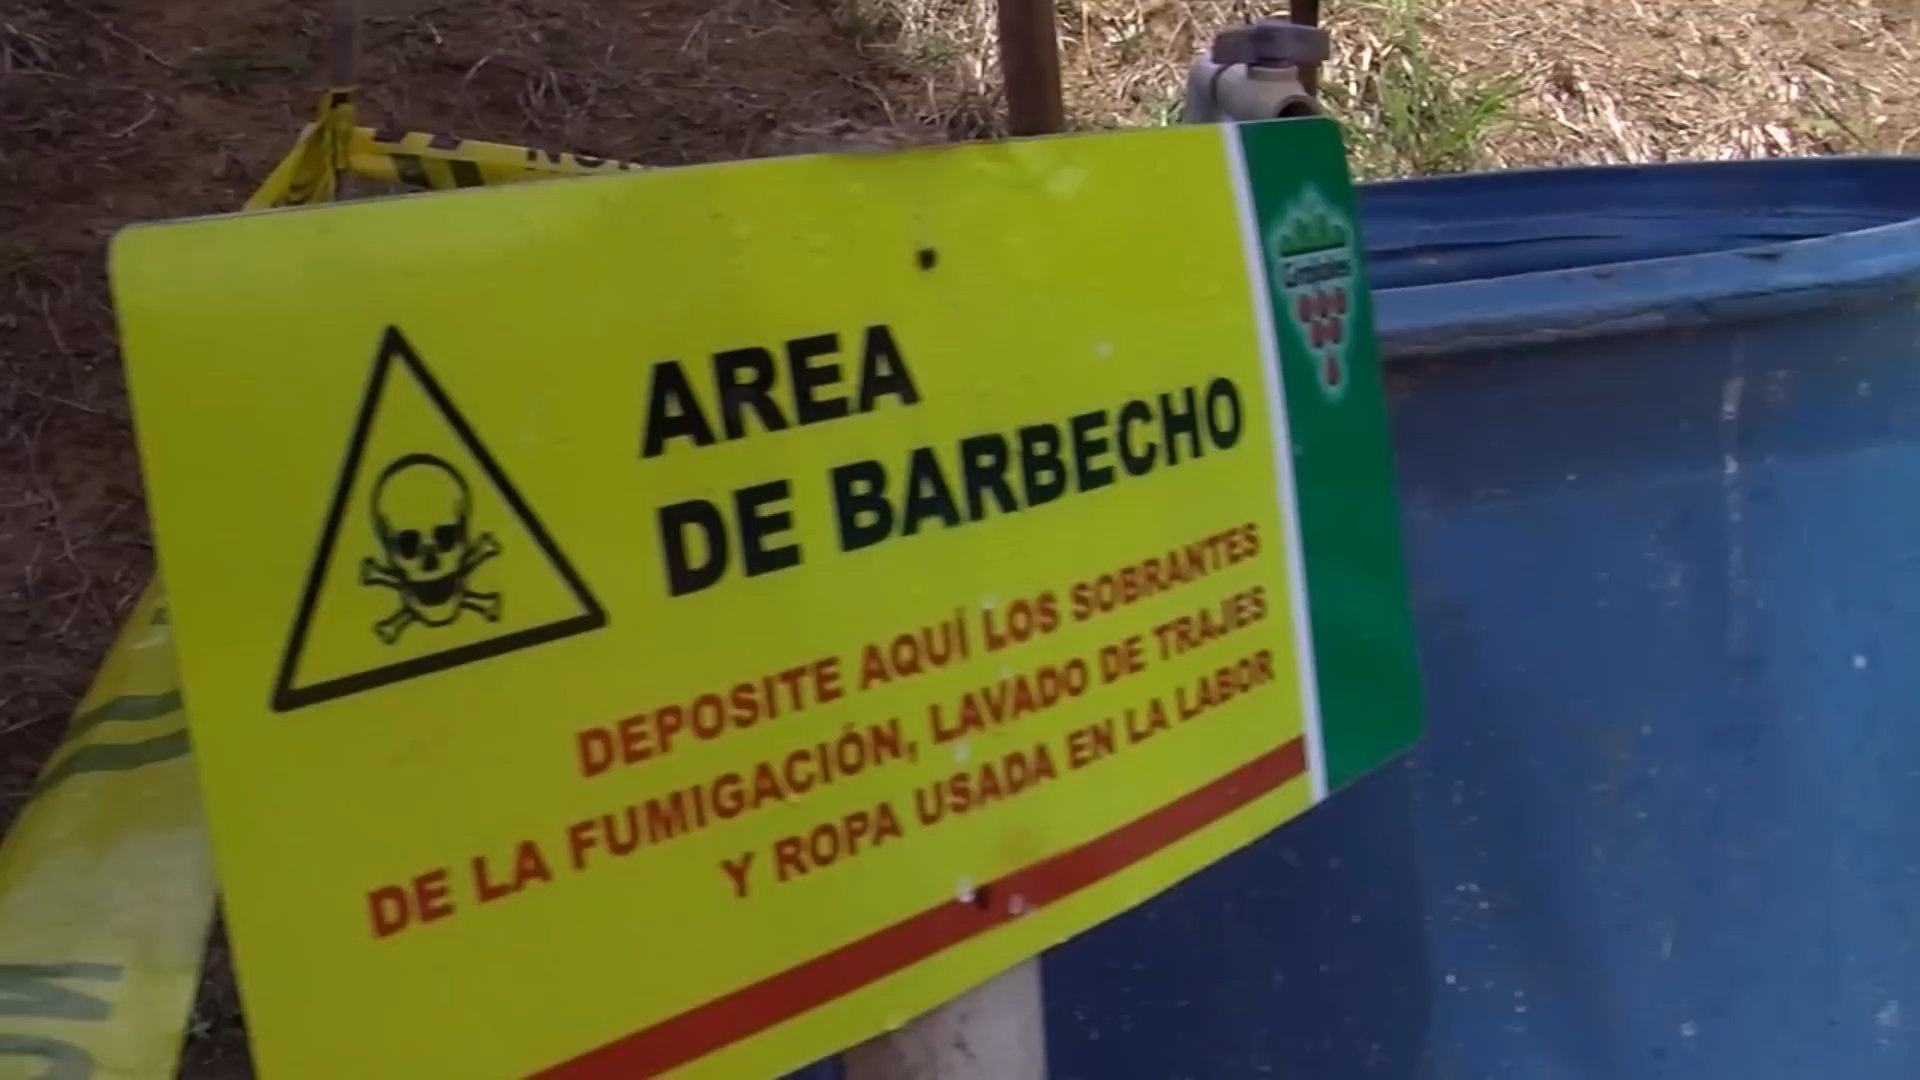 AREA
DE BARBECHO
DEPOSITE AQUÍ LOS SOBRANTES
DE LA FUMIGACIÓN, LAVADO DE TRAJES
Y ROPA USADA EN LA LABOR